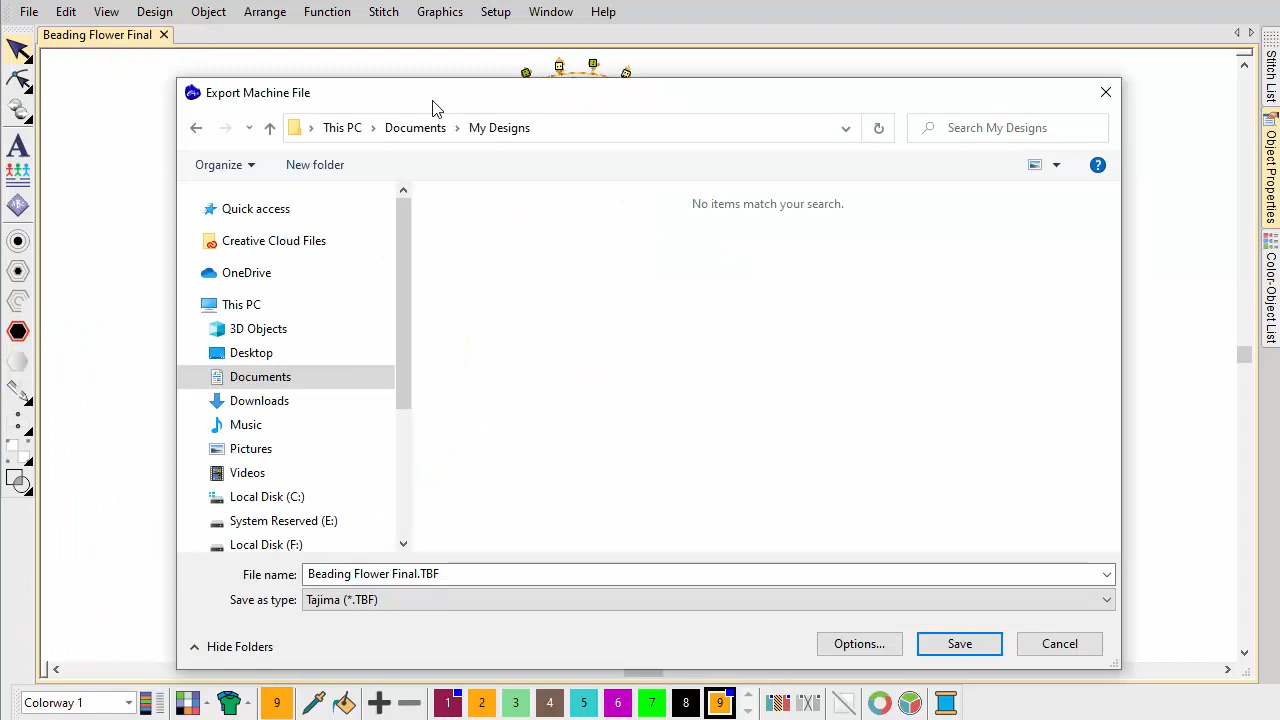 File Edit View Design Object Arrange Function Stitch Graphics Setup Window Help
Beading Flower Final
Export Machine File
This PC > Documents > My Designs
Search My Designs
Organize New folder
No items match your search.
Quick access
Creative Cloud Files
OneDrive
This PC
3D Objects
Desktop
Documents
Downloads
Music
Pictures
Videos
Local Disk (C:)
System Reserved (E:)
Local Disk (F:)
File name: Beading Flower Final.TBF
Save as type: Tajima (*.TBF)
Hide Folders
Options... Save Cancel
Stitch List
Object Properties
Color-Object List
Colorway 1 9 1 2 3 4 5 6 7 8 9